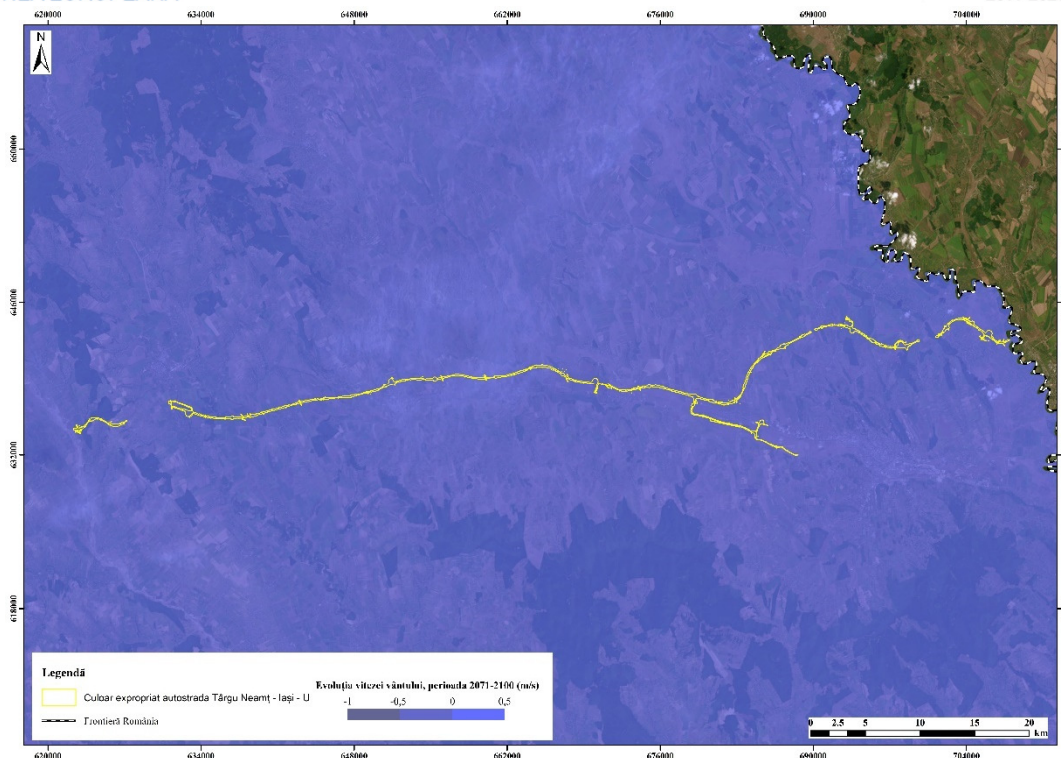 620000 634000 648000 662000 676000 690000 704000
N
660000
646000
632000
618000
Legendă
Culoar expropriat autostrada Târgu Neamț - Iași - U
Frontieră România
Evoluția vitezei vântului, perioada 2071-2100 (m/s)
-1 -0,5 0 0,5
0 2.5 5 10 15 20
km
620000 634000 648000 662000 676000 690000 704000